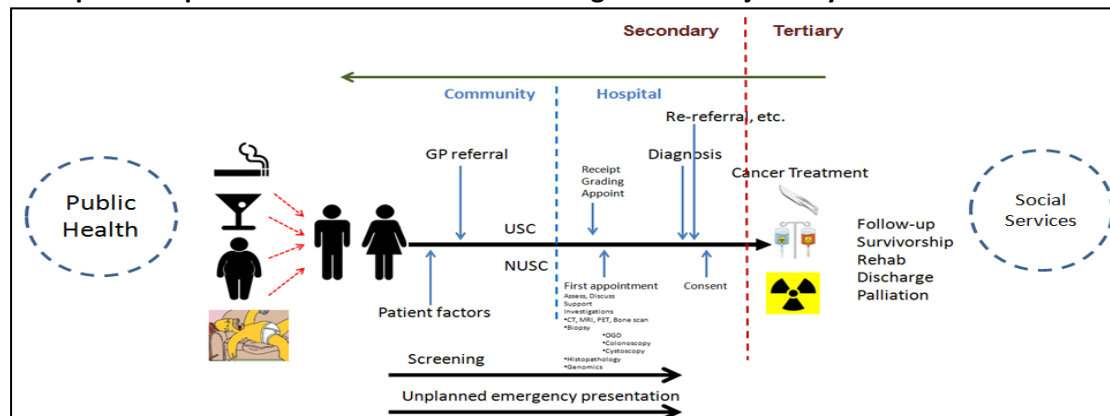 Secondary
Tertiary
Community
Hospital
Re-referral, etc.
GP referral
Diagnosis
Receipt
Grading
Appoint
Cancer Treatment
Public
Health
Social
Services
USC
NUSC
Follow-up
Survivorship
Rehab
Discharge
Palliation
Patient factors
First appointment
Assess, Discuss
Support
Investigations
•CT, MRI, PET, Bone scan
•Biopsy
•OGD
•Colonoscopy
•Cystoscopy
•Histopathology
•Genomics
Consent
Screening
Unplanned emergency presentation